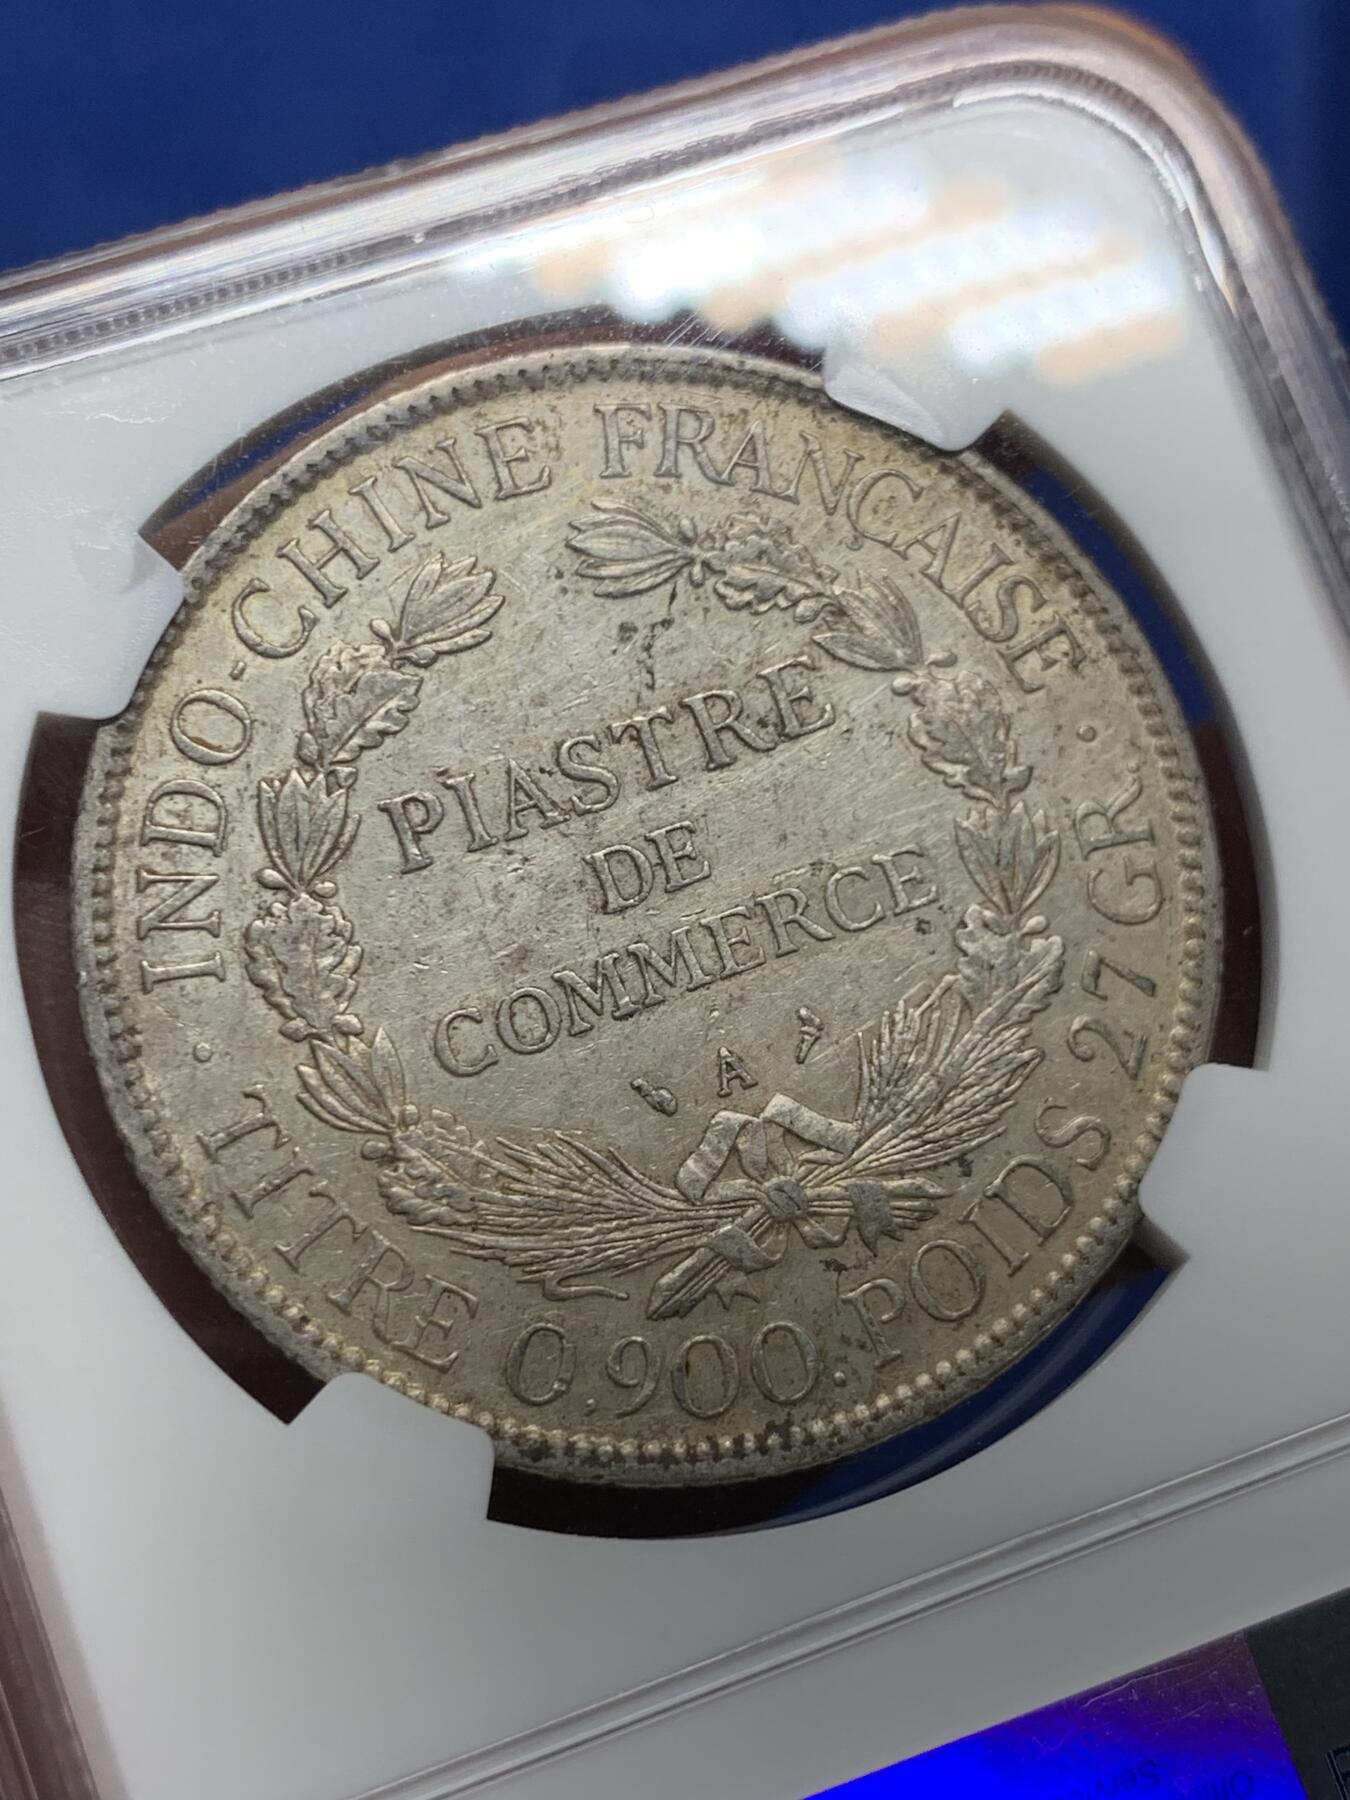 · INDO-CHINE FRANÇAISE ·
PIASTRE
DE
COMMERCE
A
TITRE 0,900. POIDS 27 GR.